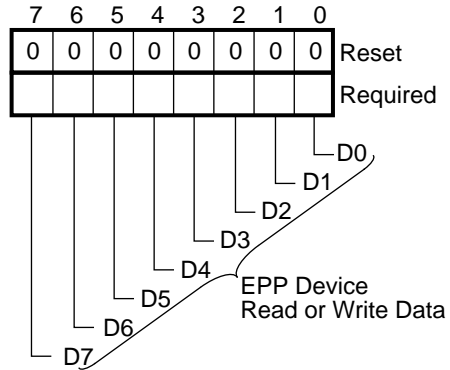 7 6 5 4 3 2 1 0
0 0 0 0 0 0 0 0 Reset
Required
D0
D1
D2
D3
D4
EPP Device
D5
Read or Write Data
D6
D7